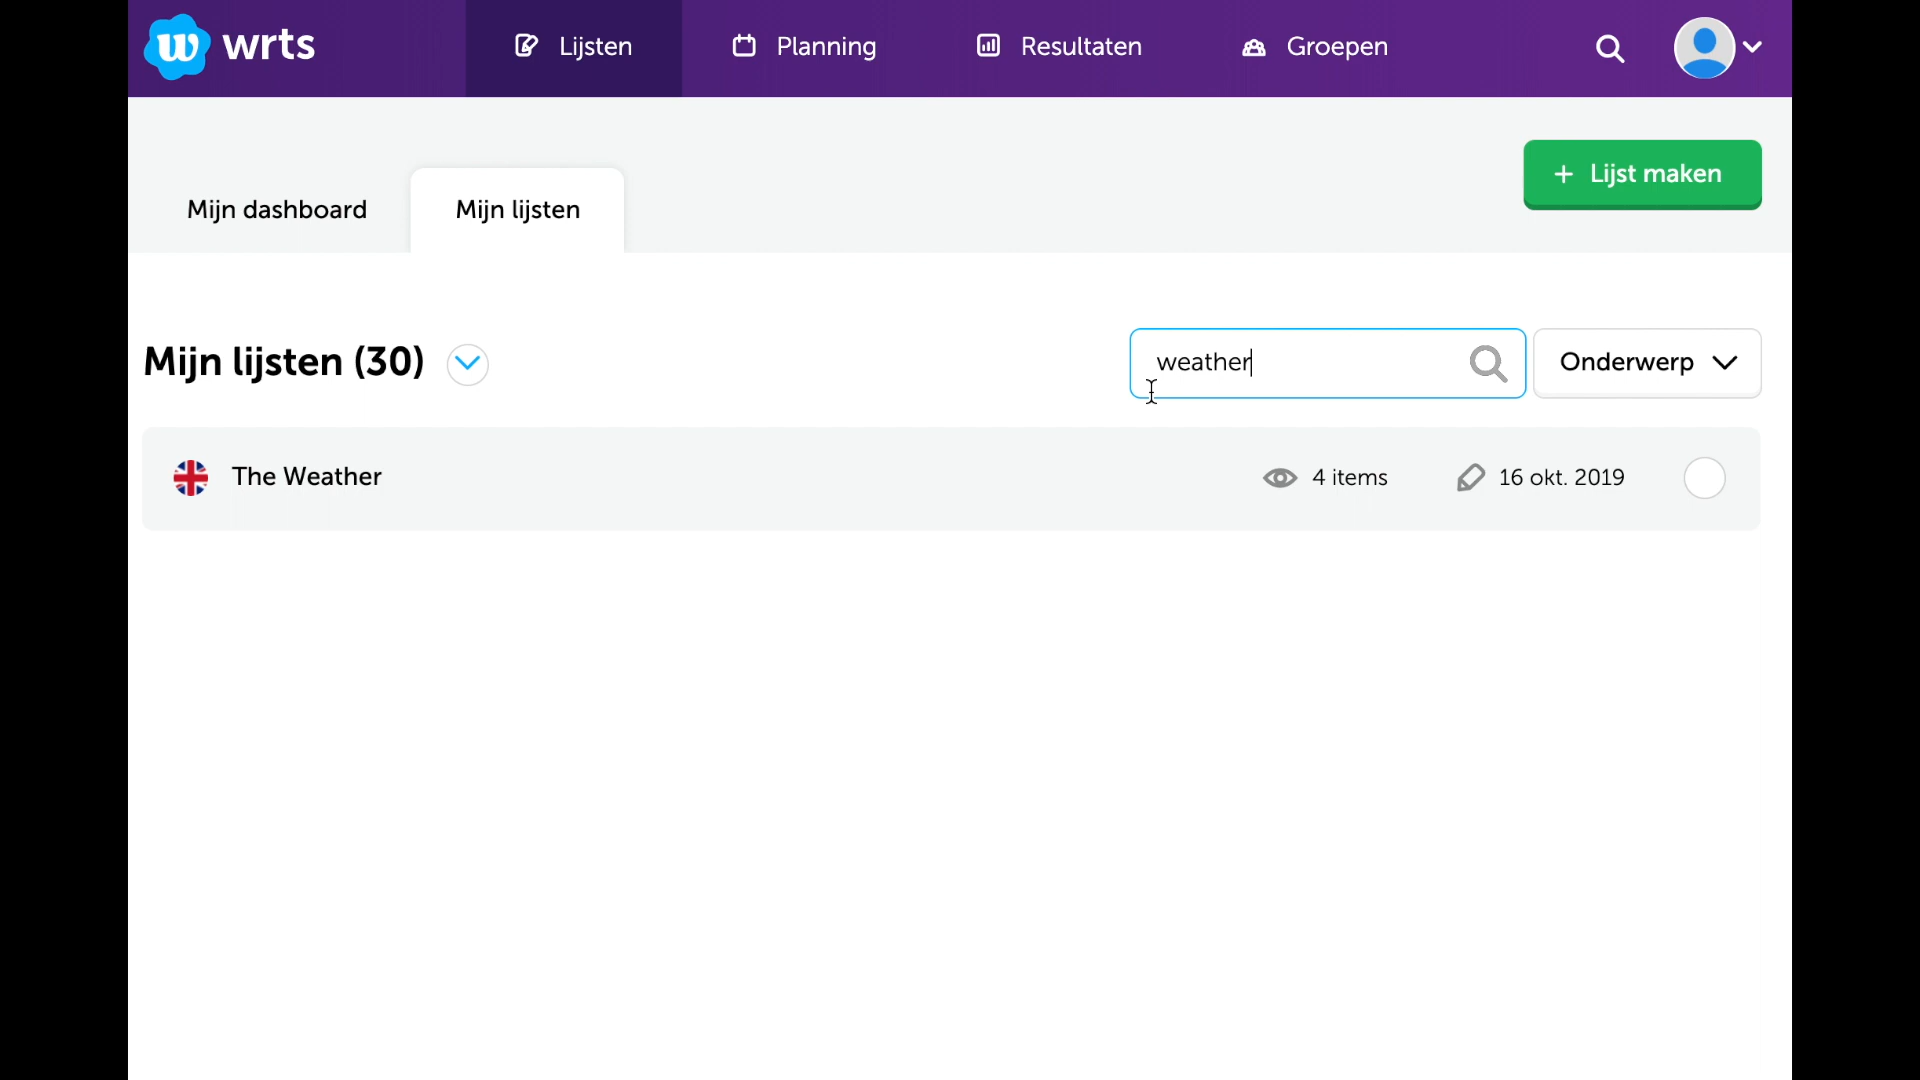 w wrts Lijsten Planning Resultaten Groepen
+ Lijst maken
Mijn dashboard Mijn lijsten
Mijn lijsten (30) weather Onderwerp
The Weather 4 items 16 okt. 2019